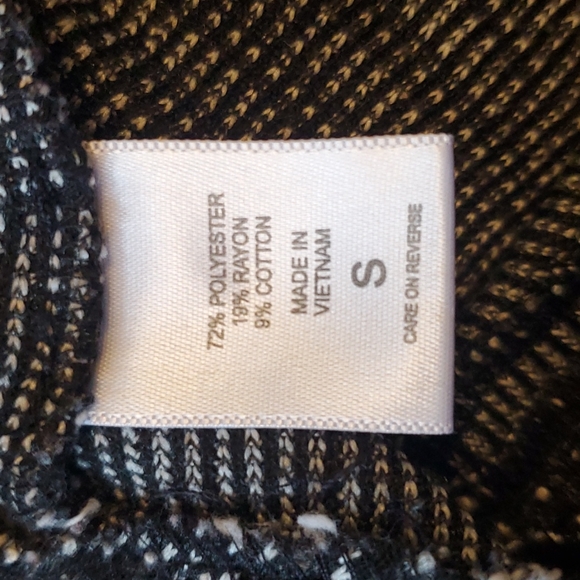 72% POLYESTER
19% RAYON
9% COTTON
MADE IN
VIETNAM
S
CARE ON REVERSE